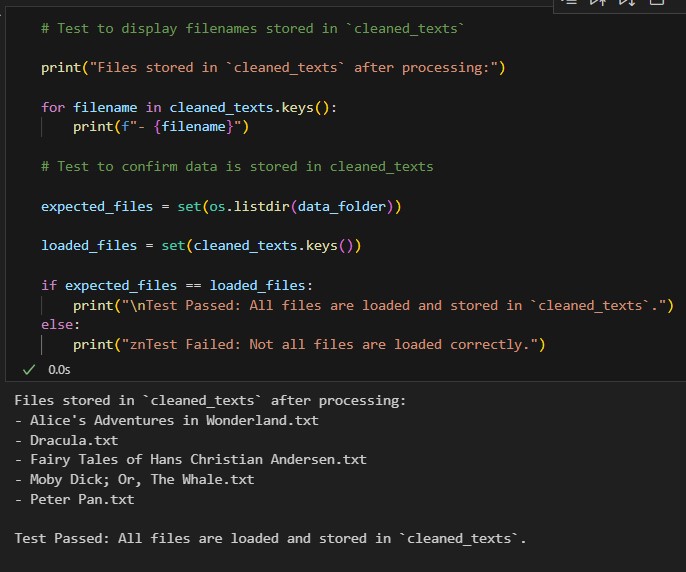 # Test to display filenames stored in `cleaned_texts`
print("Files stored in `cleaned_texts` after processing:")
for filename in cleaned_texts.keys():
    print(f"- {filename}")
# Test to confirm data is stored in cleaned_texts
expected_files = set(os.listdir(data_folder))
loaded_files = set(cleaned_texts.keys())
if expected_files == loaded_files:
    print("\nTest Passed: All files are loaded and stored in `cleaned_texts`.")
else:
    print("znTest Failed: Not all files are loaded correctly.")
0.0s
Files stored in `cleaned_texts` after processing:
- Alice's Adventures in Wonderland.txt
- Dracula.txt
- Fairy Tales of Hans Christian Andersen.txt
- Moby Dick; Or, The Whale.txt
- Peter Pan.txt
Test Passed: All files are loaded and stored in `cleaned_texts`.